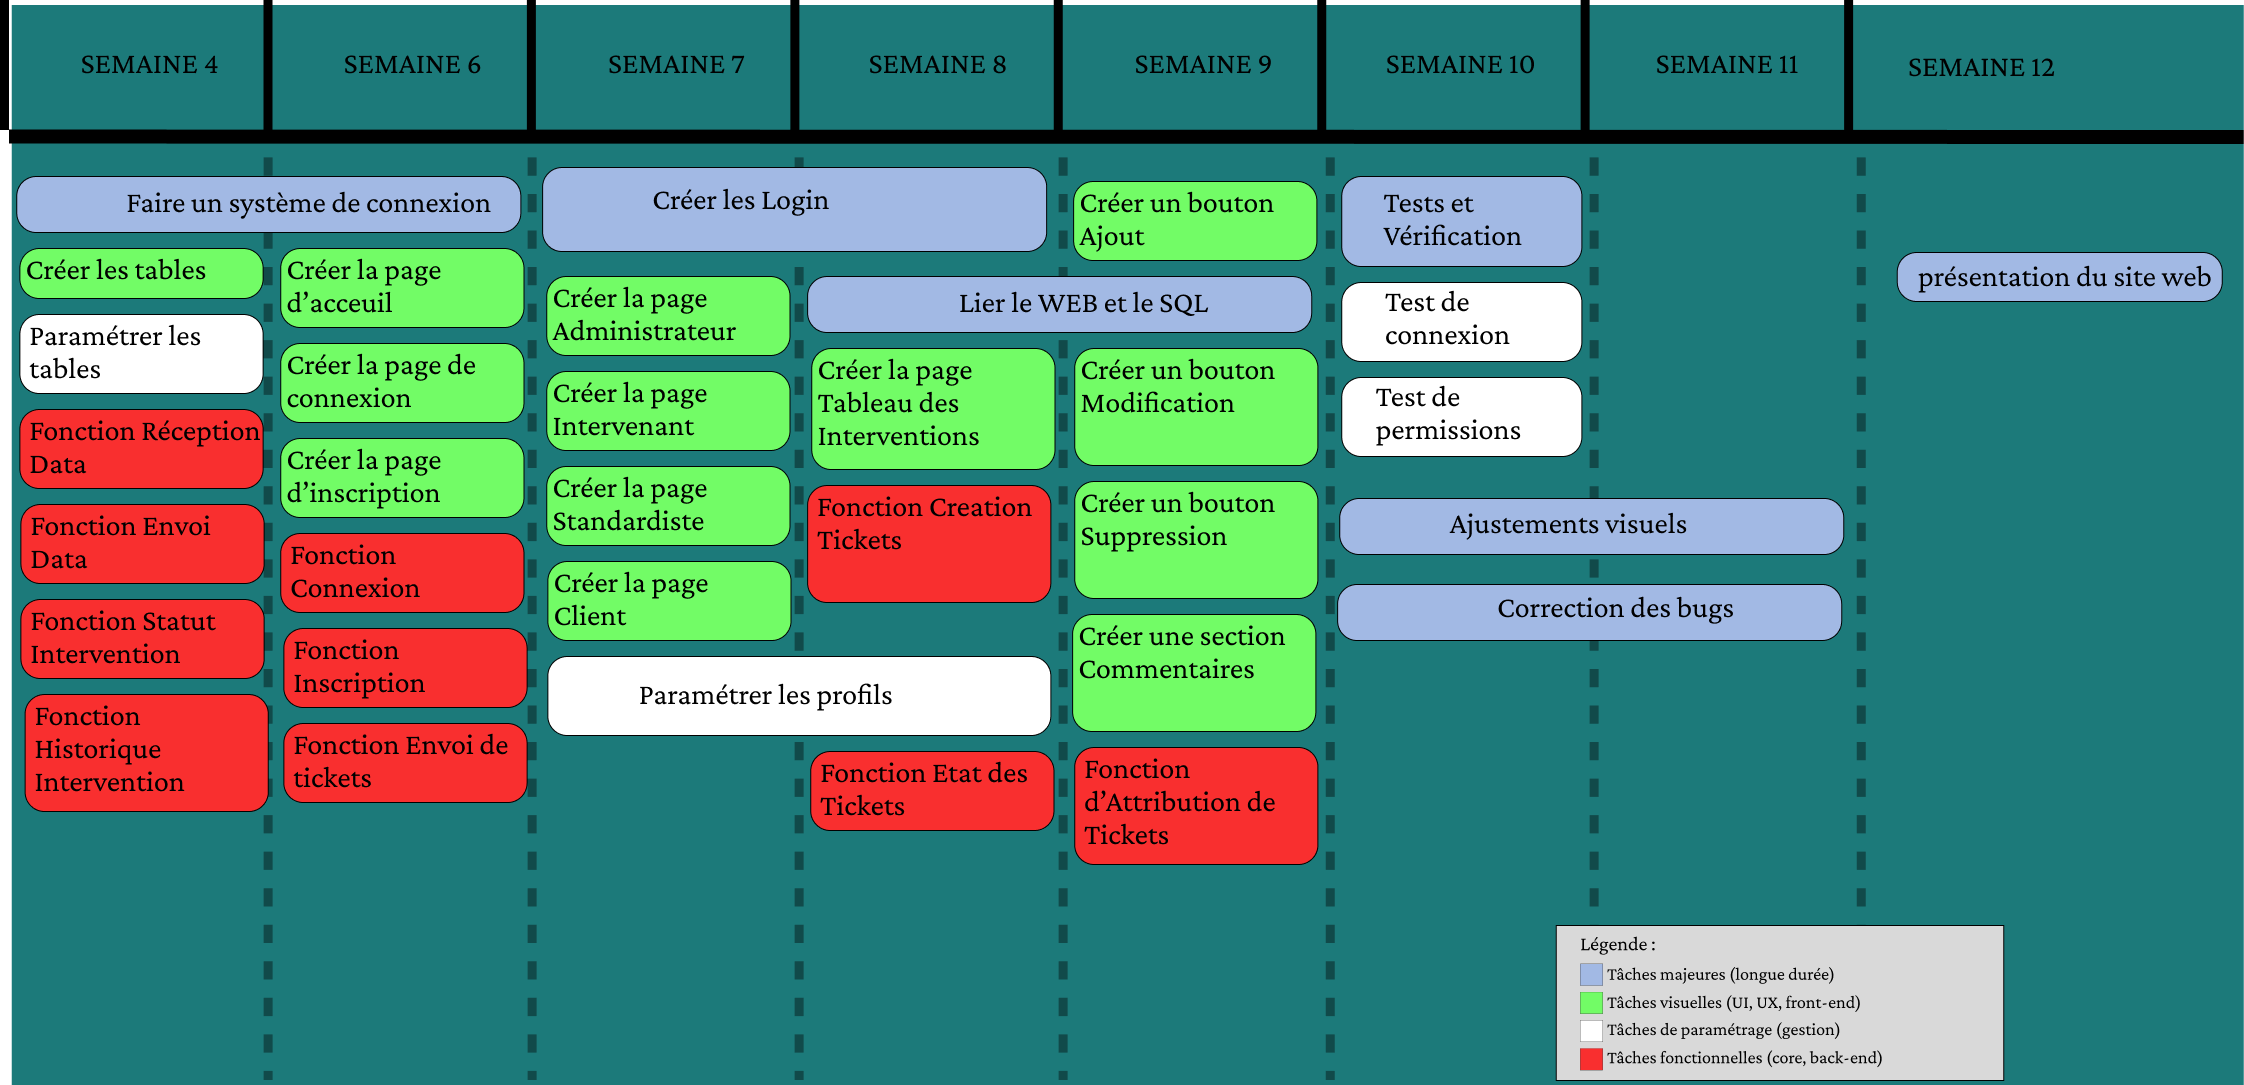 SEMAINE 4
SEMAINE 6
SEMAINE 7
SEMAINE 8
SEMAINE 9
SEMAINE 10
SEMAINE 11
SEMAINE 12
Faire un système de connexion
Créer les tables
Paramétrer les
tables
Fonction Réception
Data
Fonction Envoi
Data
Fonction Statut
Intervention
Fonction
Historique
Intervention
Créer la page
d’acceuil
Créer la page de
connexion
Créer la page
d’inscription
Fonction
Connexion
Fonction
Inscription
Fonction Envoi de
tickets
Créer les Login
Créer la page
Administrateur
Créer la page
Intervenant
Créer la page
Standardiste
Créer la page
Client
Paramétrer les profils
Lier le WEB et le SQL
Créer la page
Tableau des
Interventions
Fonction Creation
Tickets
Fonction Etat des
Tickets
Créer un bouton
Ajout
Créer un bouton
Modification
Créer un bouton
Suppression
Créer une section
Commentaires
Fonction
d’Attribution de
Tickets
Tests et
Vérification
Test de
connexion
Test de
permissions
Ajustements visuels
Correction des bugs
présentation du site web
Légende :
Tâches majeures (longue durée)
Tâches visuelles (UI, UX, front-end)
Tâches de paramétrage (gestion)
Tâches fonctionnelles (core, back-end)